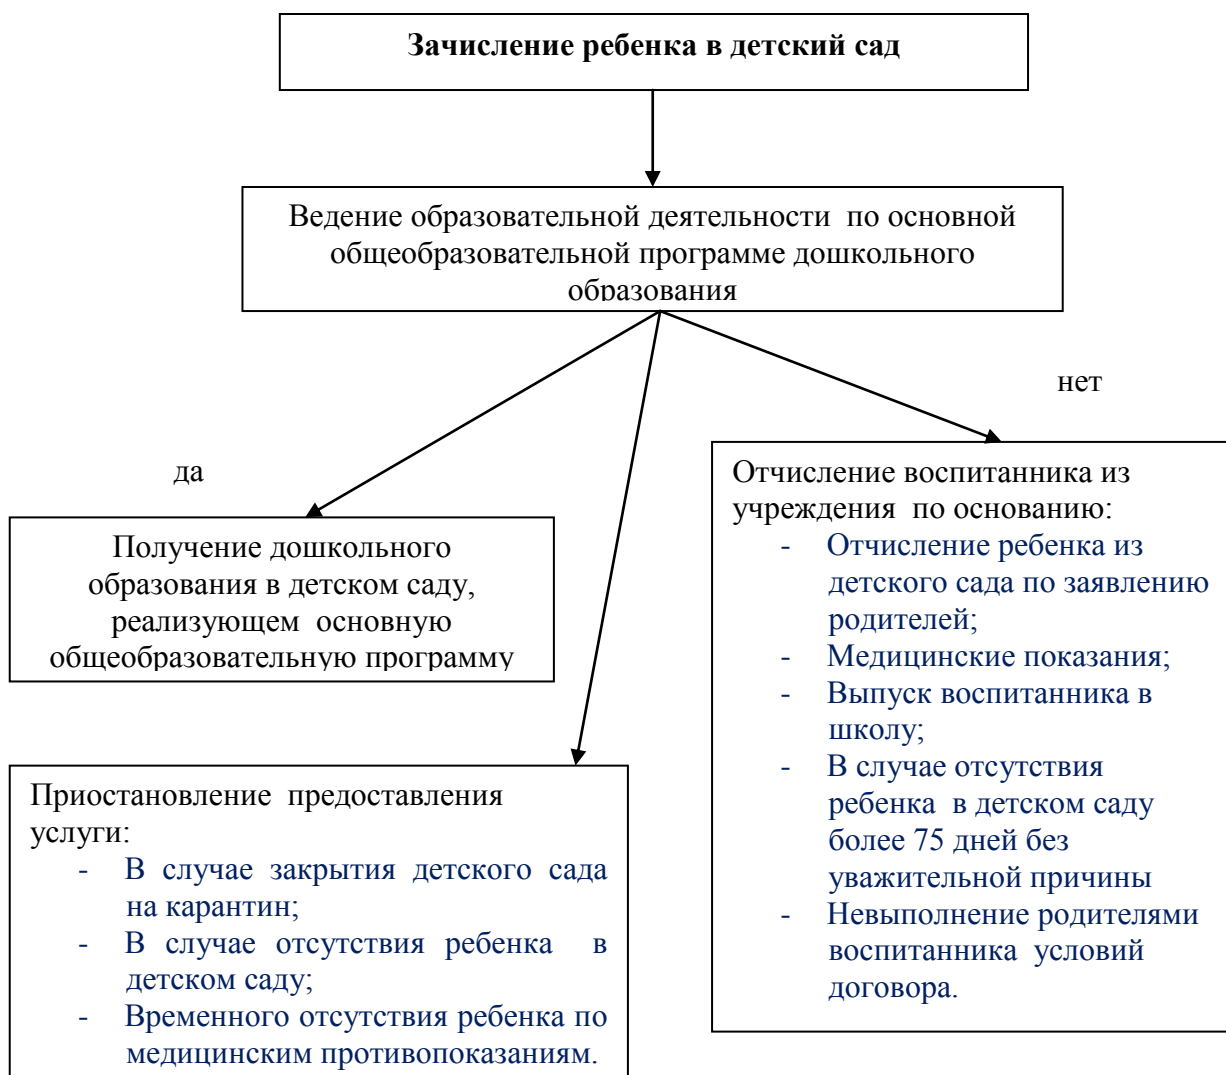 Зачисление ребенка в детский сад
Ведение образовательной деятельности по основной
общеобразовательной программе дошкольного
образования
нет
да
Получение дошкольного
образования в детском саду,
реализующем основную
общеобразовательную программу
Отчисление воспитанника из
учреждения по основанию:
- Отчисление ребенка из
детского сада по заявлению
родителей;
- Медицинские показания;
- Выпуск воспитанника в
школу;
- В случае отсутствия
ребенка в детском саду
более 75 дней без
уважительной причины
- Невыполнение родителями
воспитанника условий
договора.
Приостановление предоставления
услуги:
- В случае закрытия детского сада
на карантин;
- В случае отсутствия ребенка в
детском саду;
- Временного отсутствия ребенка по
медицинским противопоказаниям.